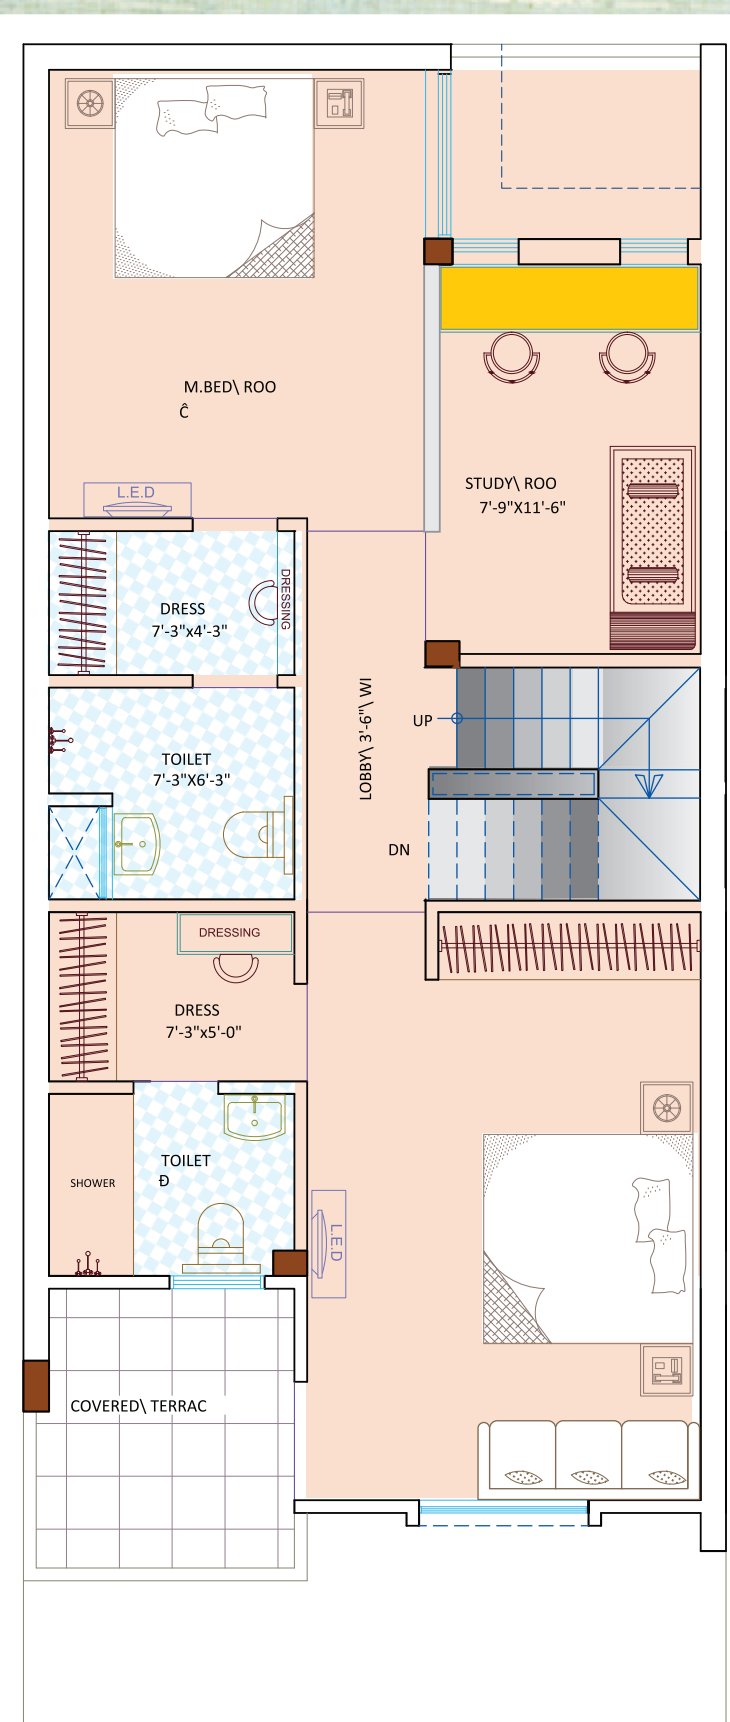 M.BED\ ROO
Ĉ
L.E.D
STUDY\ ROO
7'-9"X11'-6"
DRESS
7'-3"x4'-3"
DRESSING
LOBBY\ 3'-6"\ WI
UP
TOILET
7'-3"X6'-3"
DN
DRESSING
DRESS
7'-3"x5'-0"
TOILET
Đ
SHOWER
L.E.D
COVERED\ TERRAC